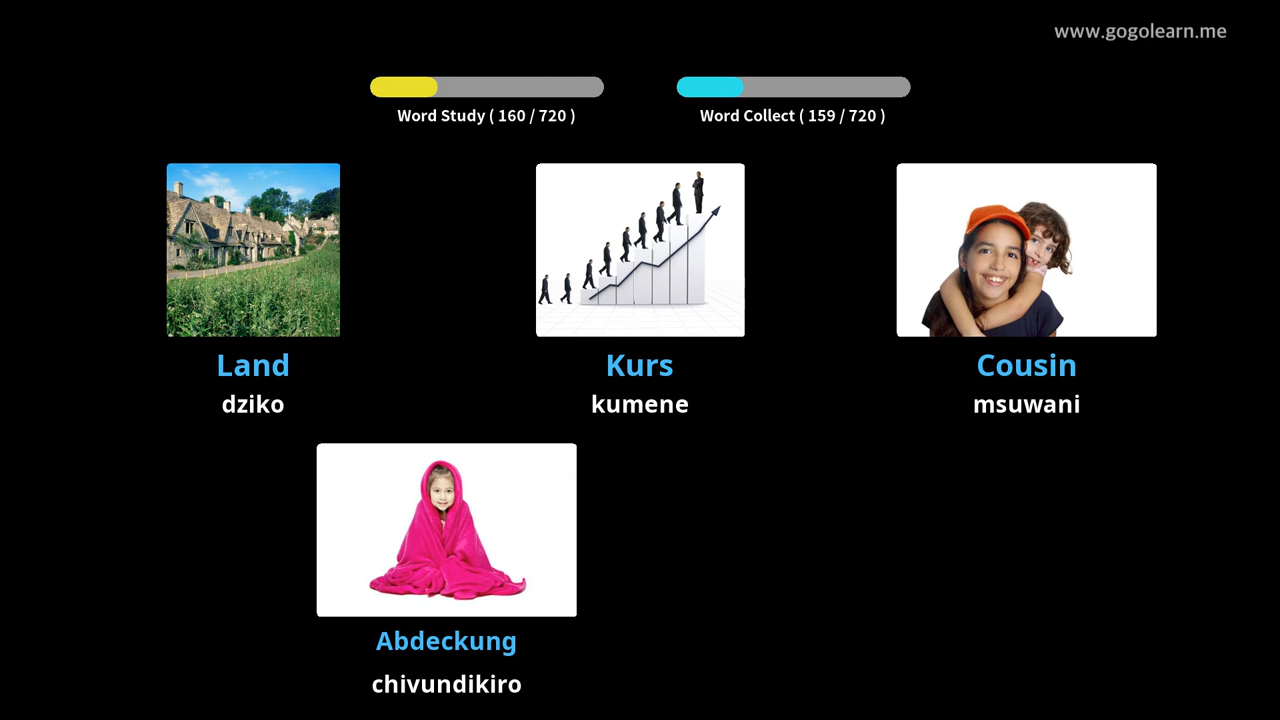 www.gogolearn.me
Word Study ( 160 / 720 )
Word Collect ( 159 / 720 )
Land
dziko
Kurs
kumene
Cousin
msuwani
Abdeckung
chivundikiro